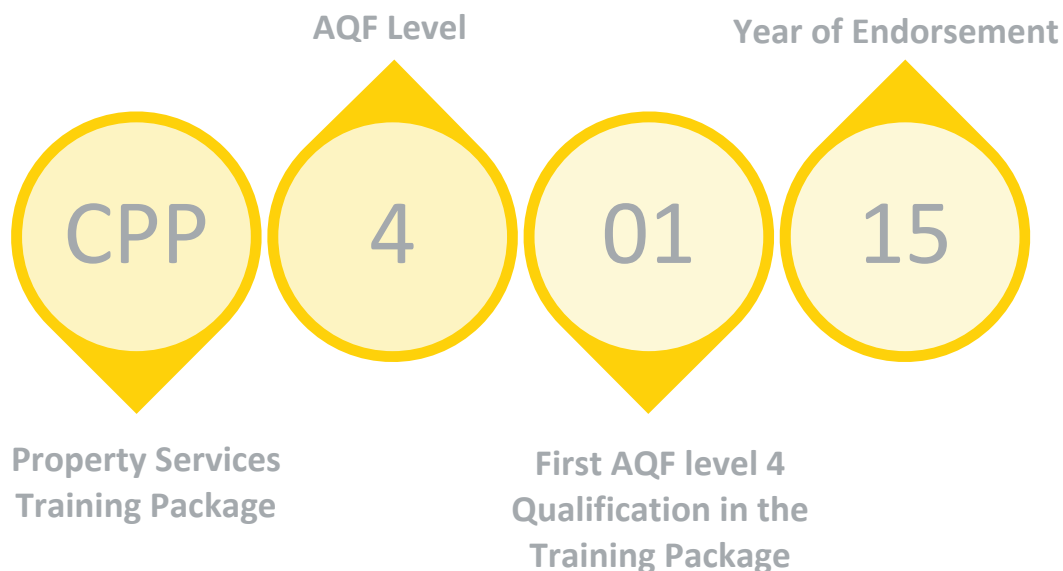 AQF Level
Year of Endorsement
CPP
4
01
15
Property Services
Training Package
First AQF level 4
Qualification in the
Training Package